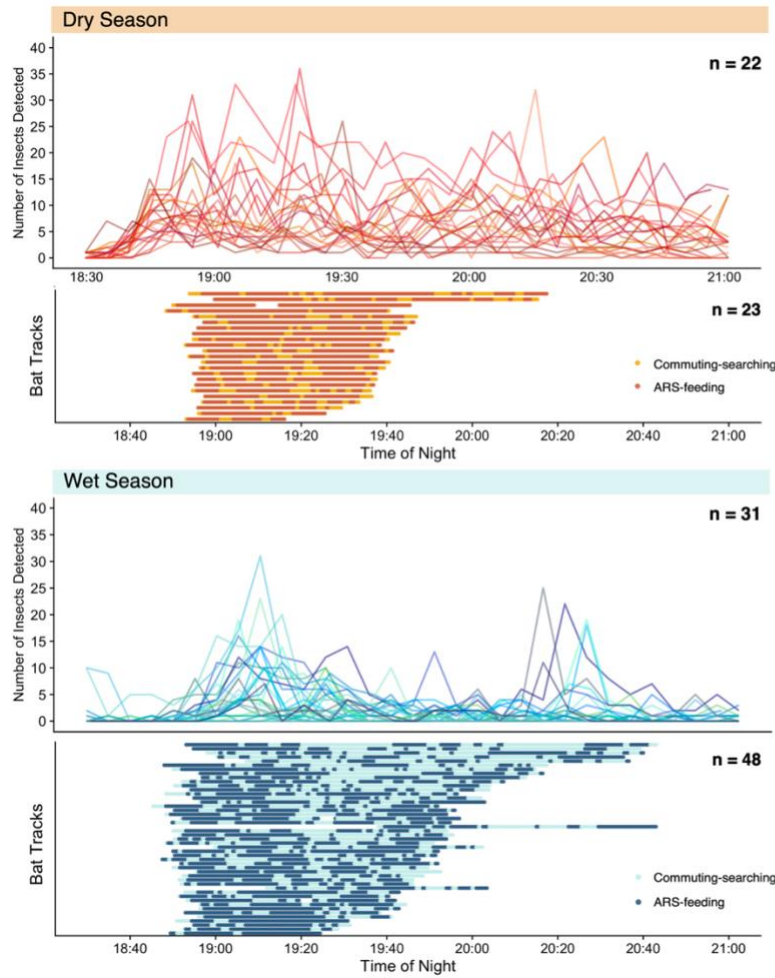 Dry Season
n = 22
Number of Insects Detected
40
35
30
25
20
15
10
5
0
18:30 19:00 19:30 20:00 20:30 21:00
n = 23
Bat Tracks
Commuting-searching
ARS-feeding
18:40 19:00 19:20 19:40 20:00 20:20 20:40 21:00
Time of Night
Wet Season
n = 31
Number of Insects Detected
40
35
30
25
20
15
10
5
0
n = 48
Bat Tracks
Commuting-searching
ARS-feeding
18:40 19:00 19:20 19:40 20:00 20:20 20:40 21:00
Time of Night